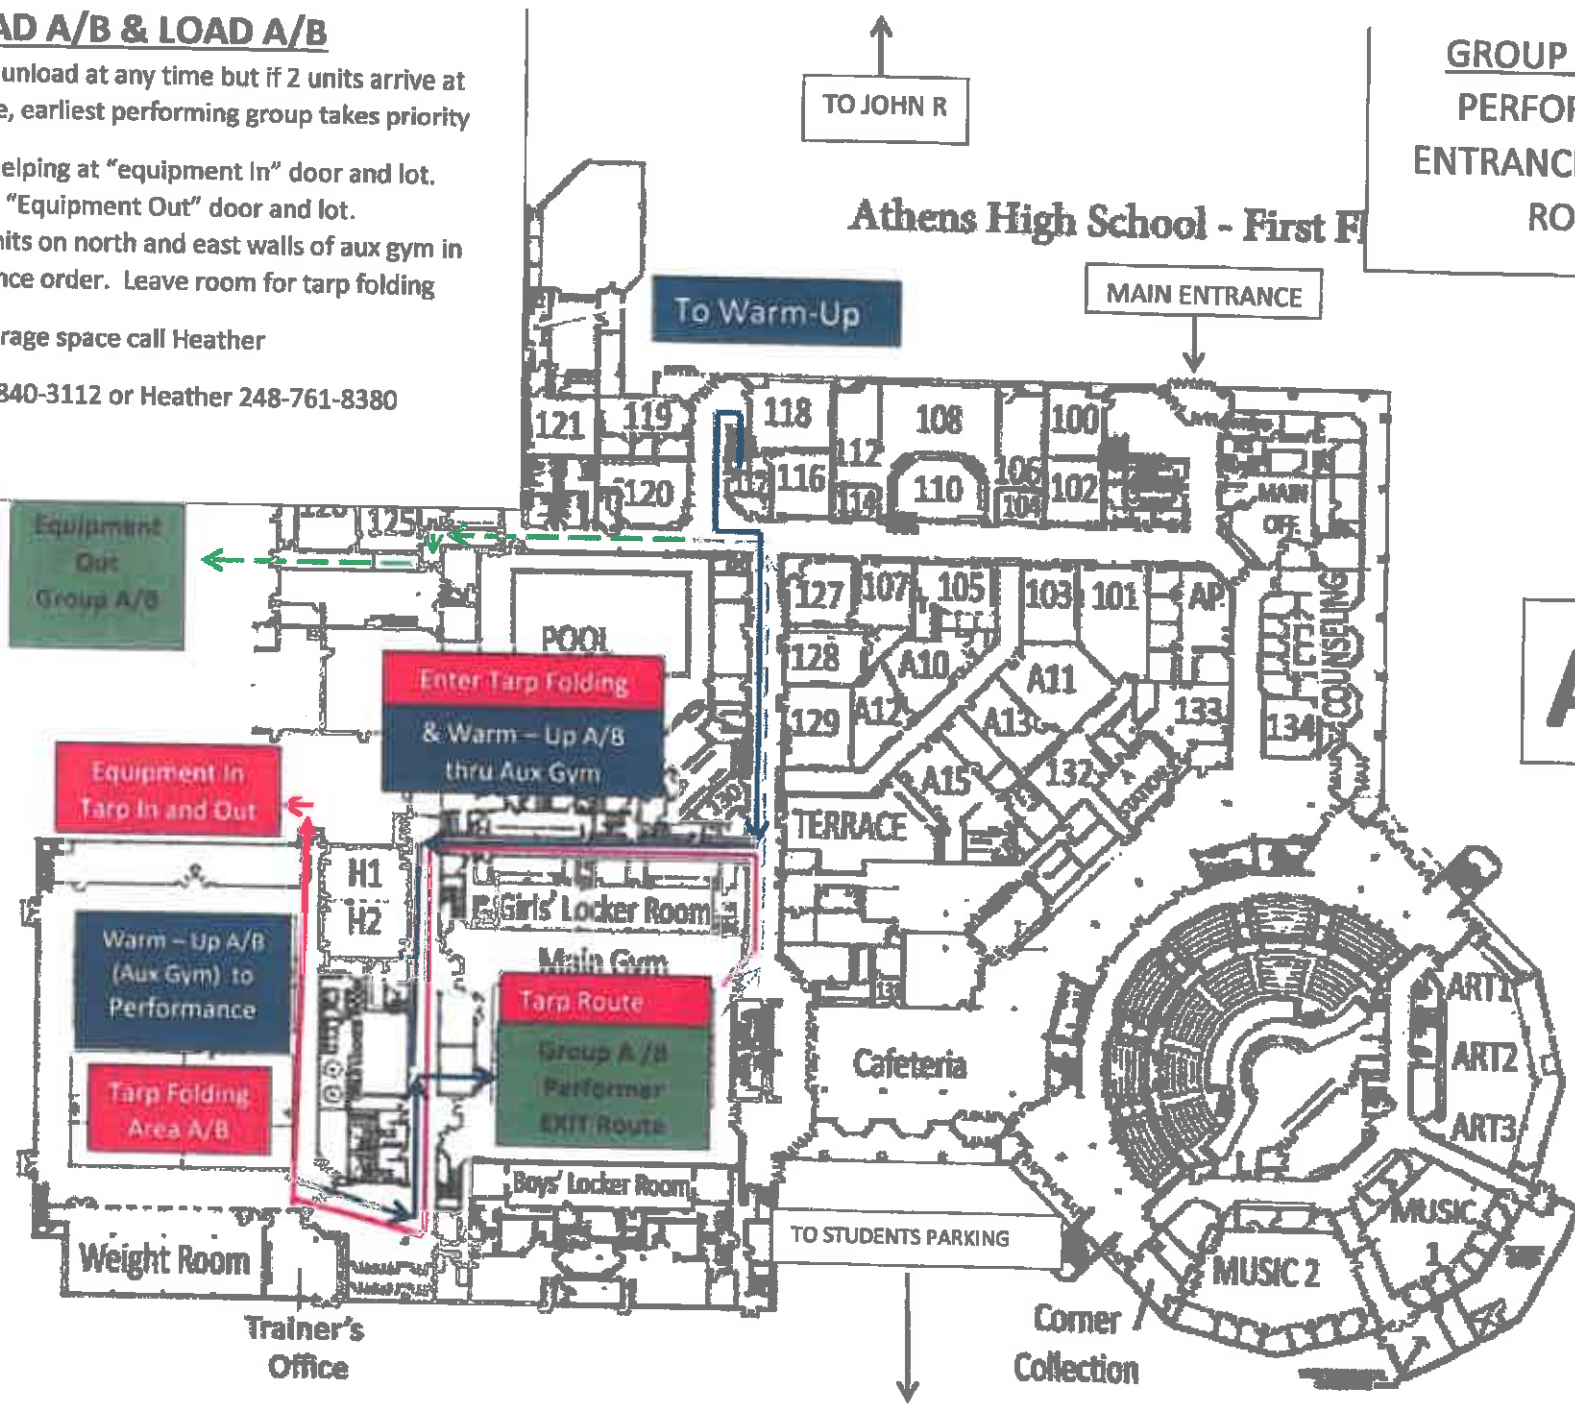 AD A/B & LOAD A/B
unload at any time but if 2 units arrive at
e, earliest performing group takes priority
elping at “equipment In” door and lot.
“Equipment Out” door and lot.
nits on north and east walls of aux gym in
nce order. Leave room for tarp folding
rage space call Heather
840-3112 or Heather 248-761-8380
TO JOHN R
GROUP
PERFOR
ENTRANCE
RO
Athens High School - First Fl
MAIN ENTRANCE
To Warm-Up
121
119
118
112
108
100
120
117
116
114
110
106
104
102
MAIN
OFF.
Equipment
Out
Group A/B
126
125
127
107
105
103
101
AP
COUNSELING
POOL
128
A10
A11
129
A12
A13
133
134
Enter Tarp Folding
& Warm – Up A/B
thru Aux Gym
132
A15
130
TERRACE
A
Equipment In
Tarp In and Out
H1
H2
Girls' Locker Room
Main Gym
Warm – Up A/B
(Aux Gym) to
Performance
Tarp Route
Group A /B
Performer
EXIT Route
Tarp Folding
Area A/B
Cafeteria
ART1
ART2
ART3
Boys' Locker Room
TO STUDENTS PARKING
MUSIC
1
MUSIC 2
Weight Room
Trainer's
Office
Corner
Collection